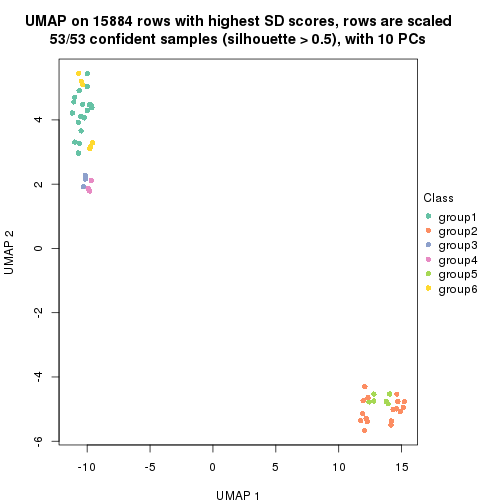 UMAP on 15884 rows with highest SD scores, rows are scaled
53/53 confident samples (silhouette > 0.5), with 10 PCs
4
2
0
-2
-4
-6
UMAP 2
-10
-5
0
5
10
15
UMAP 1
Class
group1
group2
group3
group4
group5
group6